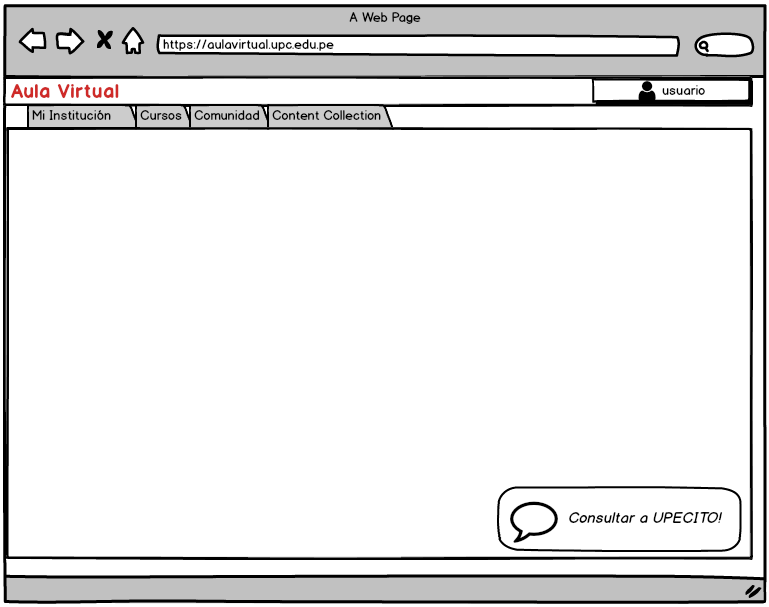 A Web Page
https://aulavirtual.upc.edu.pe
Aula Virtual
usuario
Mi Institución
Cursos
Comunidad
Content Collection
Consultar a UPECITO!